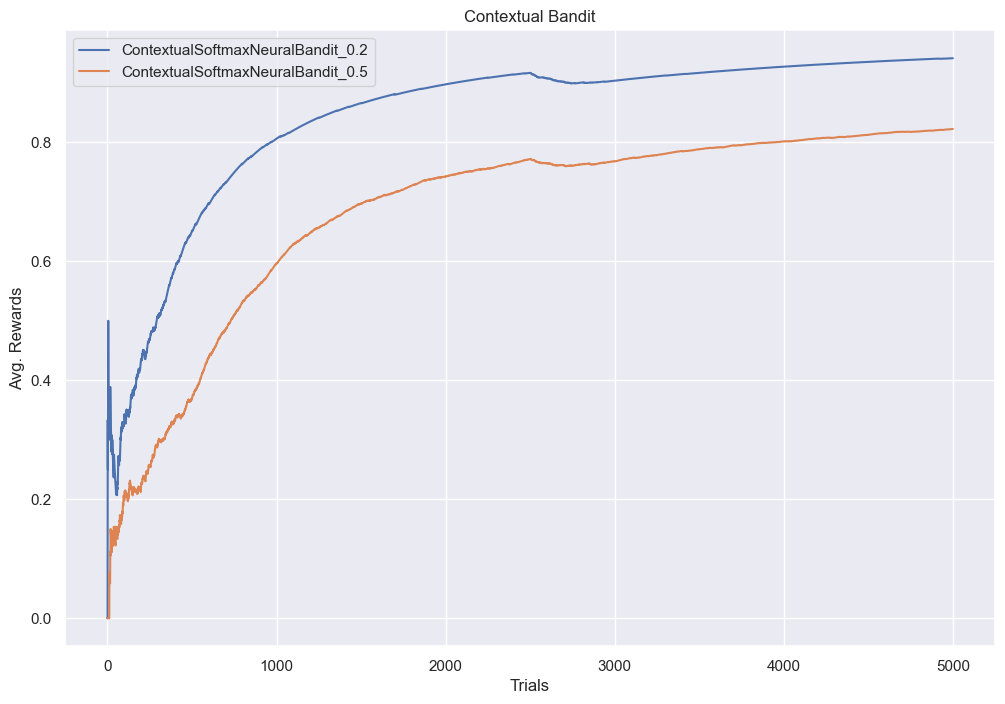 Contextual Bandit
ContextualSoftmaxNeuralBandit_0.2
ContextualSoftmaxNeuralBandit_0.5
Avg. Rewards
0.8
0.6
0.4
0.2
0.0
0 1000 2000 3000 4000 5000
Trials